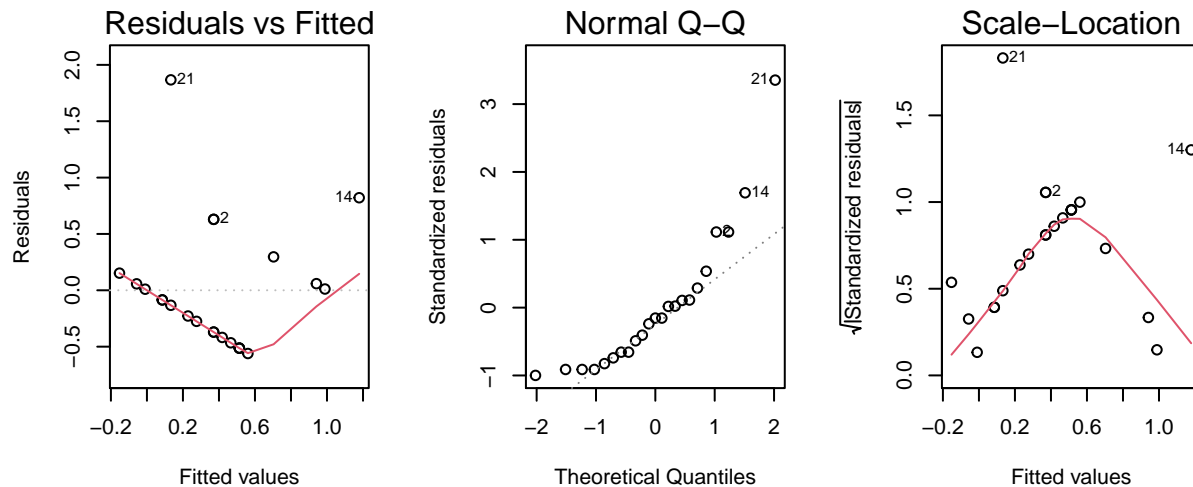 Residuals vs Fitted
Residuals
2.0
1.5
1.0
0.5
0.0
−0.5
21
14
2
−0.2 0.2 0.6 1.0
Fitted values
Normal Q−Q
Standardized residuals
3
2
1
0
−1
21
14
2
−2 −1 0 1 2
Theoretical Quantiles
Scale−Location
√|Standardized residuals|
1.5
1.0
0.5
0.0
21
14
2
−0.2 0.2 0.6 1.0
Fitted values